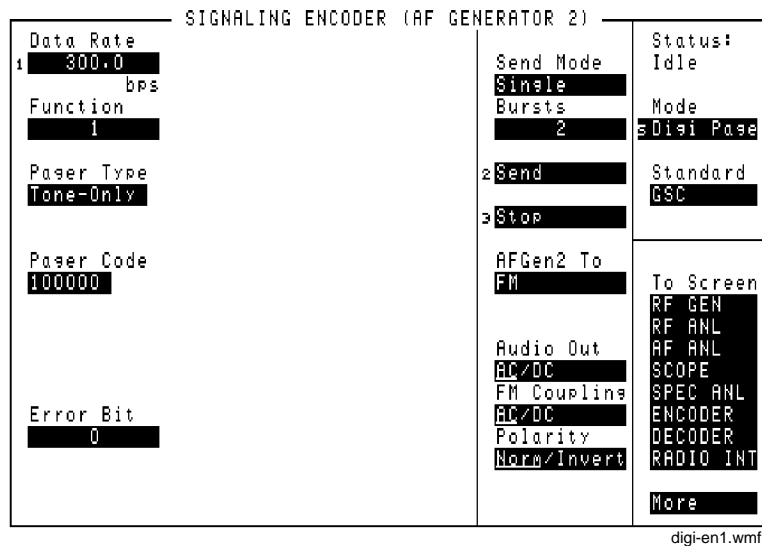 SIGNALING ENCODER (AF GENERATOR 2)
Data Rate
1 300.0
bps
Function
1
Pager Type
Tone-Only
Pager Code
100000
Error Bit
0
Send Mode
Single
Bursts
2
2 Send
3 Stop
AFGen2 To
FM
Audio Out
AC/DC
FM Coupling
AC/DC
Polarity
Norm/Invert
Status:
Idle
Mode
s Digi Page
Standard
GSC
To Screen
RF GEN
RF ANL
AF ANL
SCOPE
SPEC ANL
ENCODER
DECODER
RADIO INT
More
digi-en1.wmf